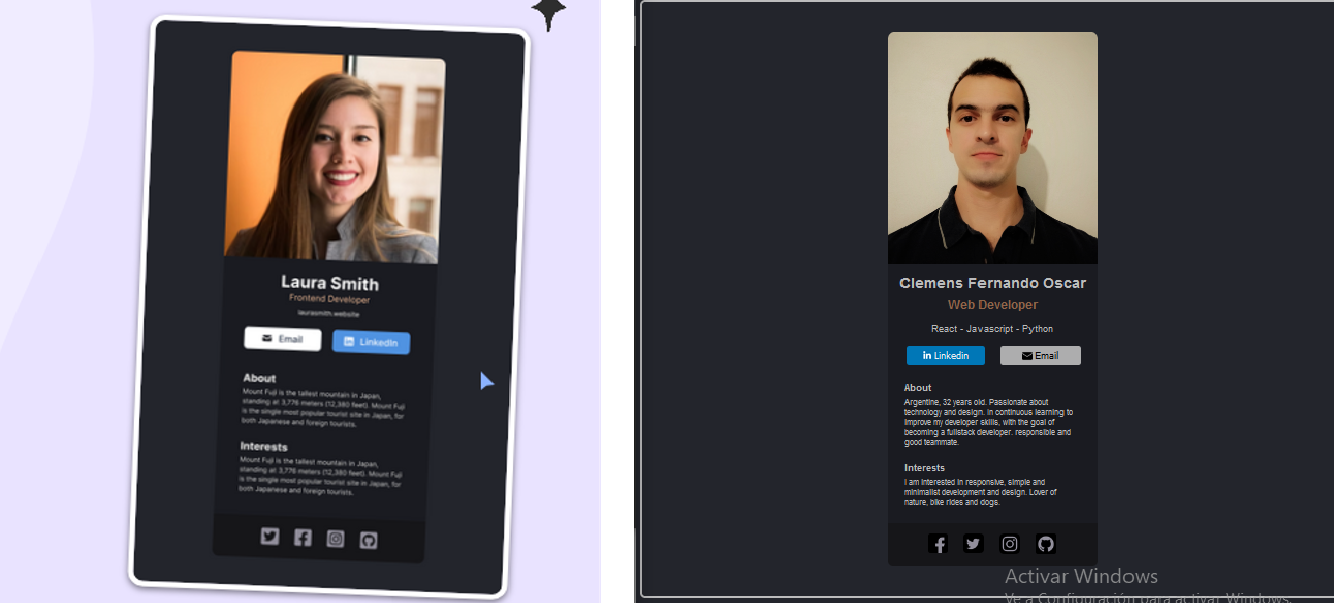 Laura Smith
Frontend Developer
laurasmith.website
Email
LinkedIn
About
Mount Fuji is the tallest mountain in Japan,
standing at 3,776 meters (12,380 feet). Mount Fuji
is the single most popular tourist site in Japan, for
both Japanese and foreign tourists.
Interests
Mount Fuji is the tallest mountain in Japan,
standing at 3,776 meters (12,380 feet). Mount Fuji
is the single most popular tourist site in Japan, for
both Japanese and foreign tourists.
Clemens Fernando Oscar
Web Developer
React - Javascript - Python
in Linkedin
Email
About
Argentine, 32 years old. Passionate about
technology and design. In continuous learning to
improve my developer skills, with the goal of
becoming a fullstack developer. responsible and
good teammate.
Interests
I am interested in responsive, simple and
minimalist development and design. Lover of
nature, bike rides and dogs.
Activar Windows
Ve a Configuración para activar Windows.